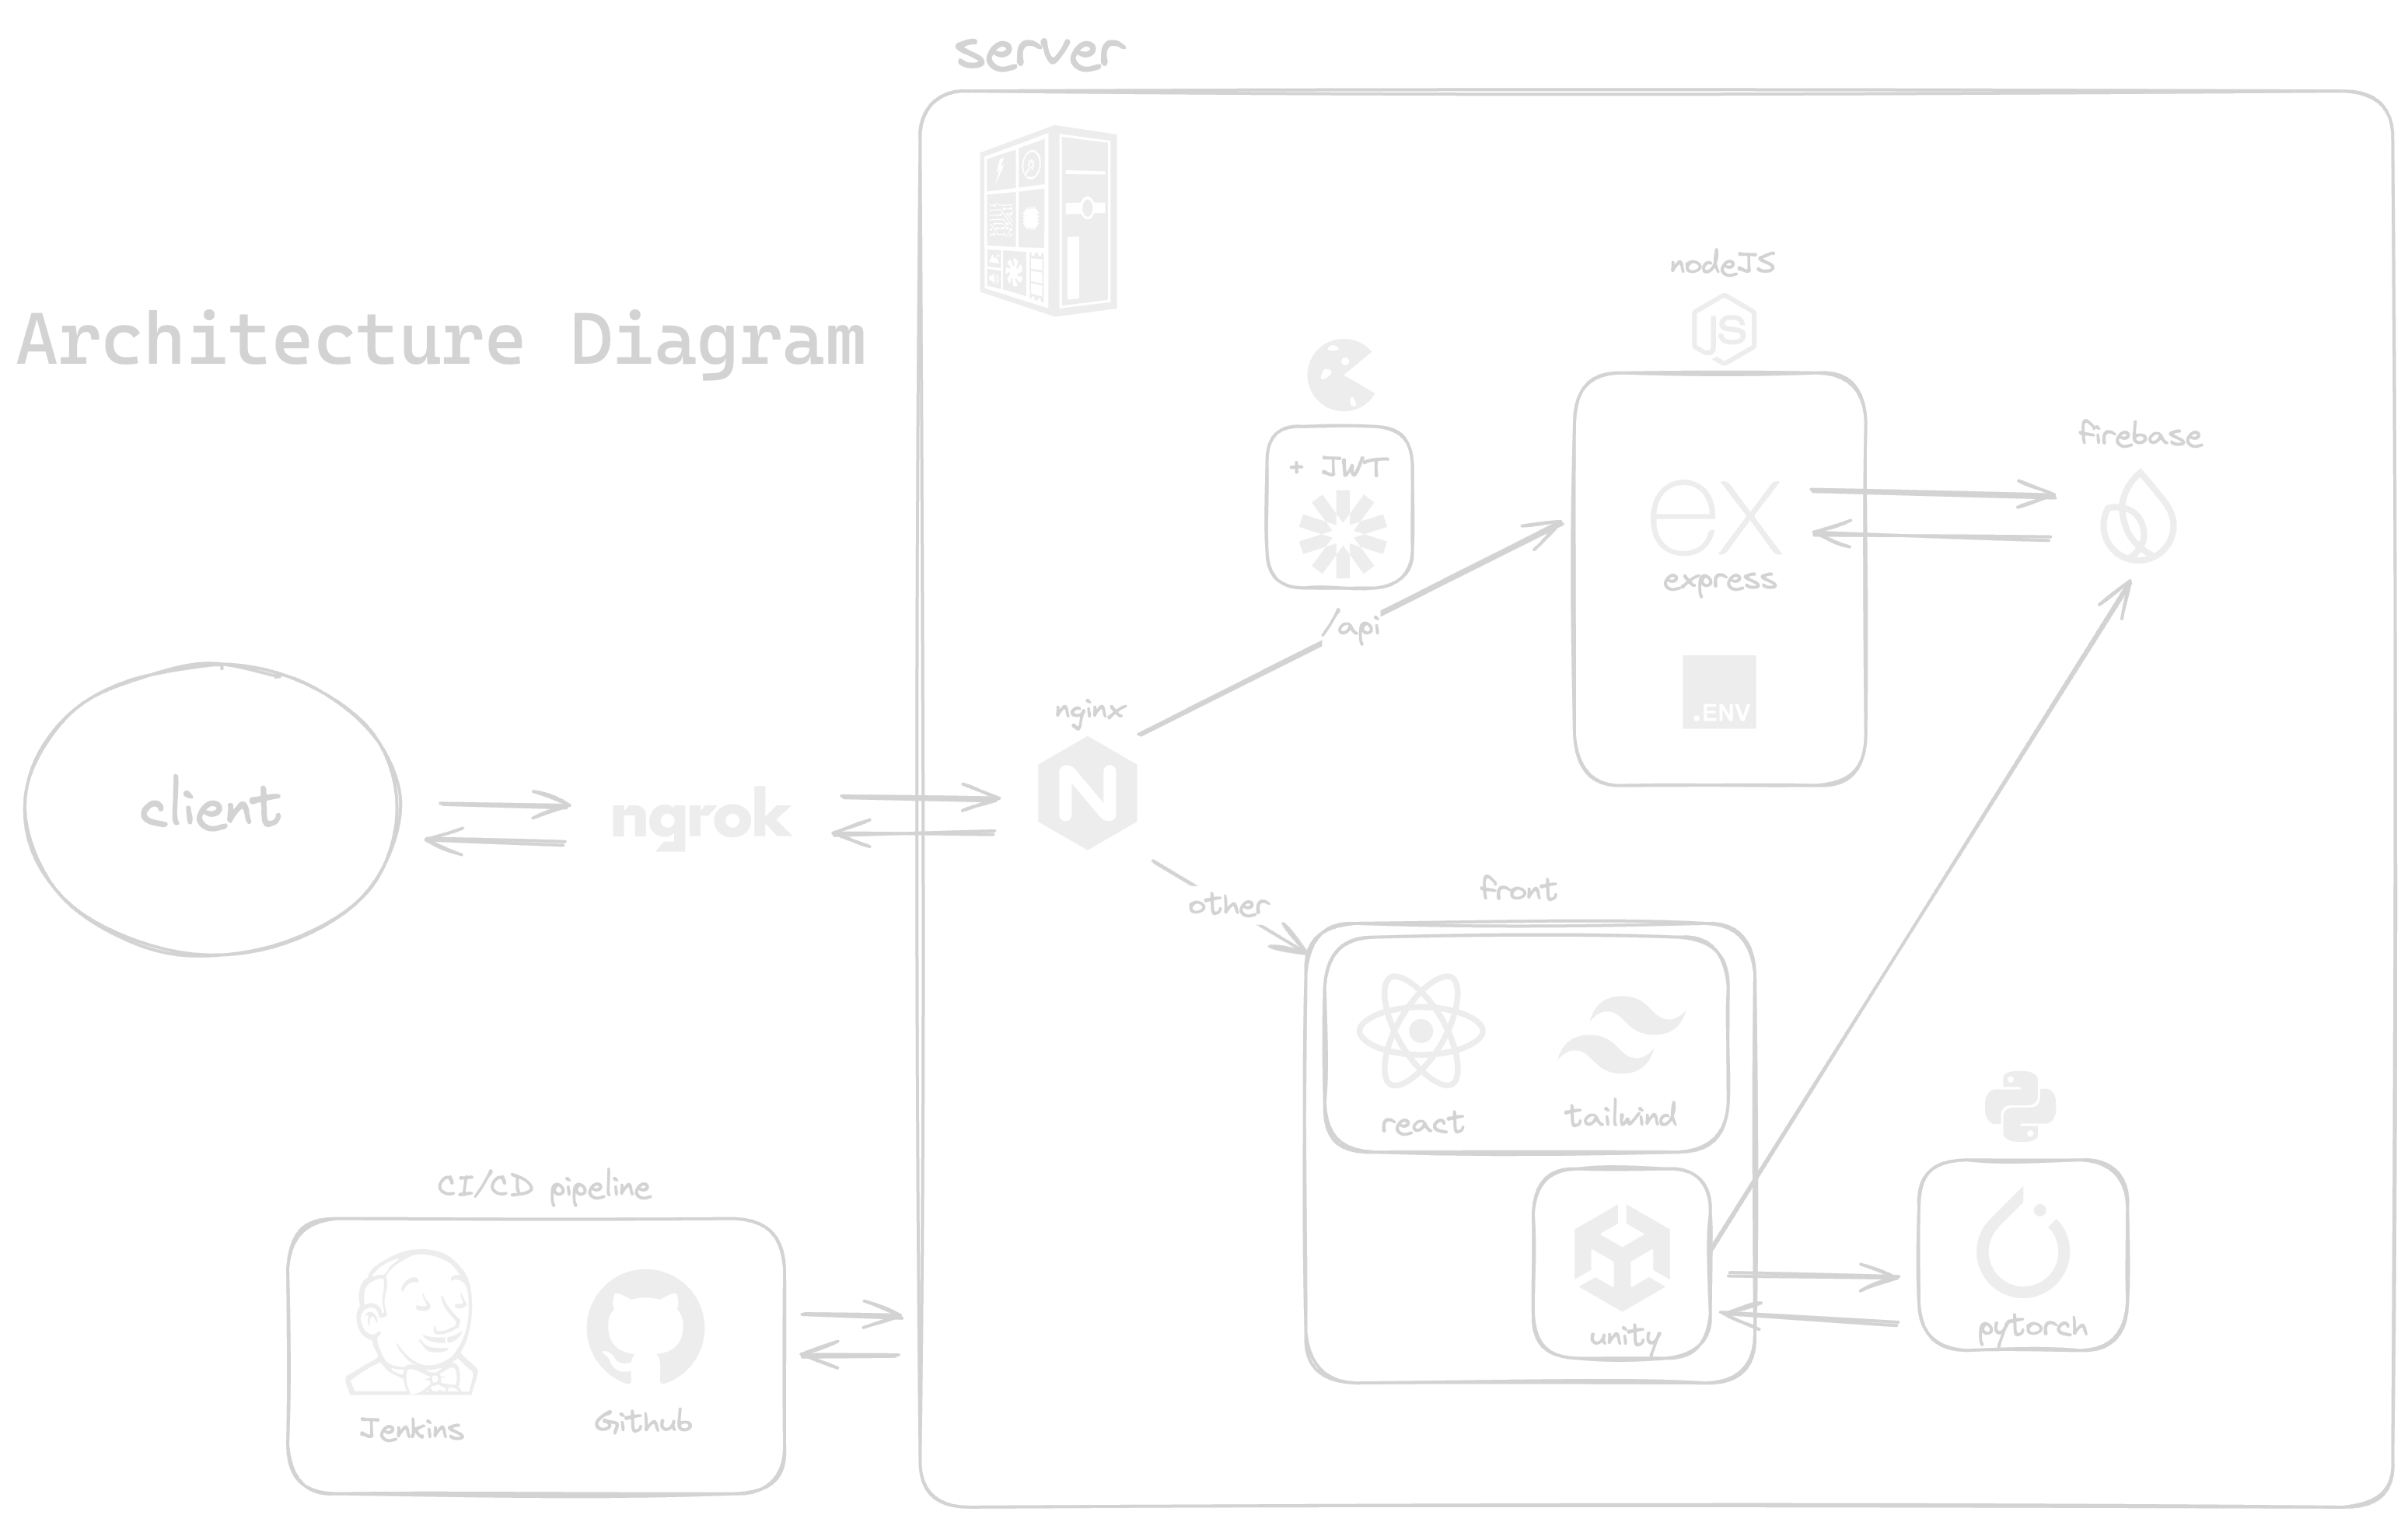 server
nodeJS
JS
Architecture Diagram
firebase
+ JWT
ex
express
/api
.ENV
nginx
N
client
ngrok
other
front
react
tailwind
CI/CD pipeline
unity
pytorch
Jenkins
Github